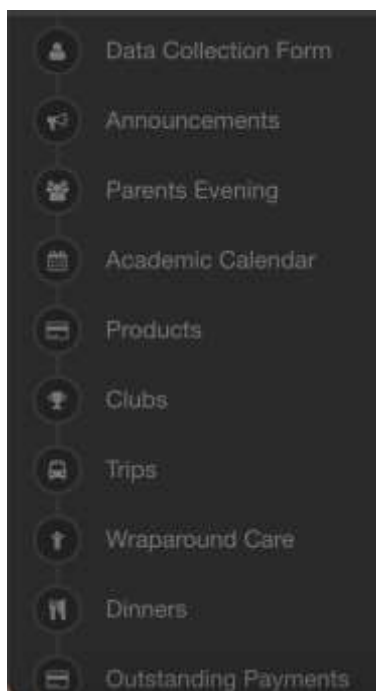 Data Collection Form
Announcements
Parents Evening
Academic Calendar
Products
Clubs
Trips
Wraparound Care
Dinners
Outstanding Payments